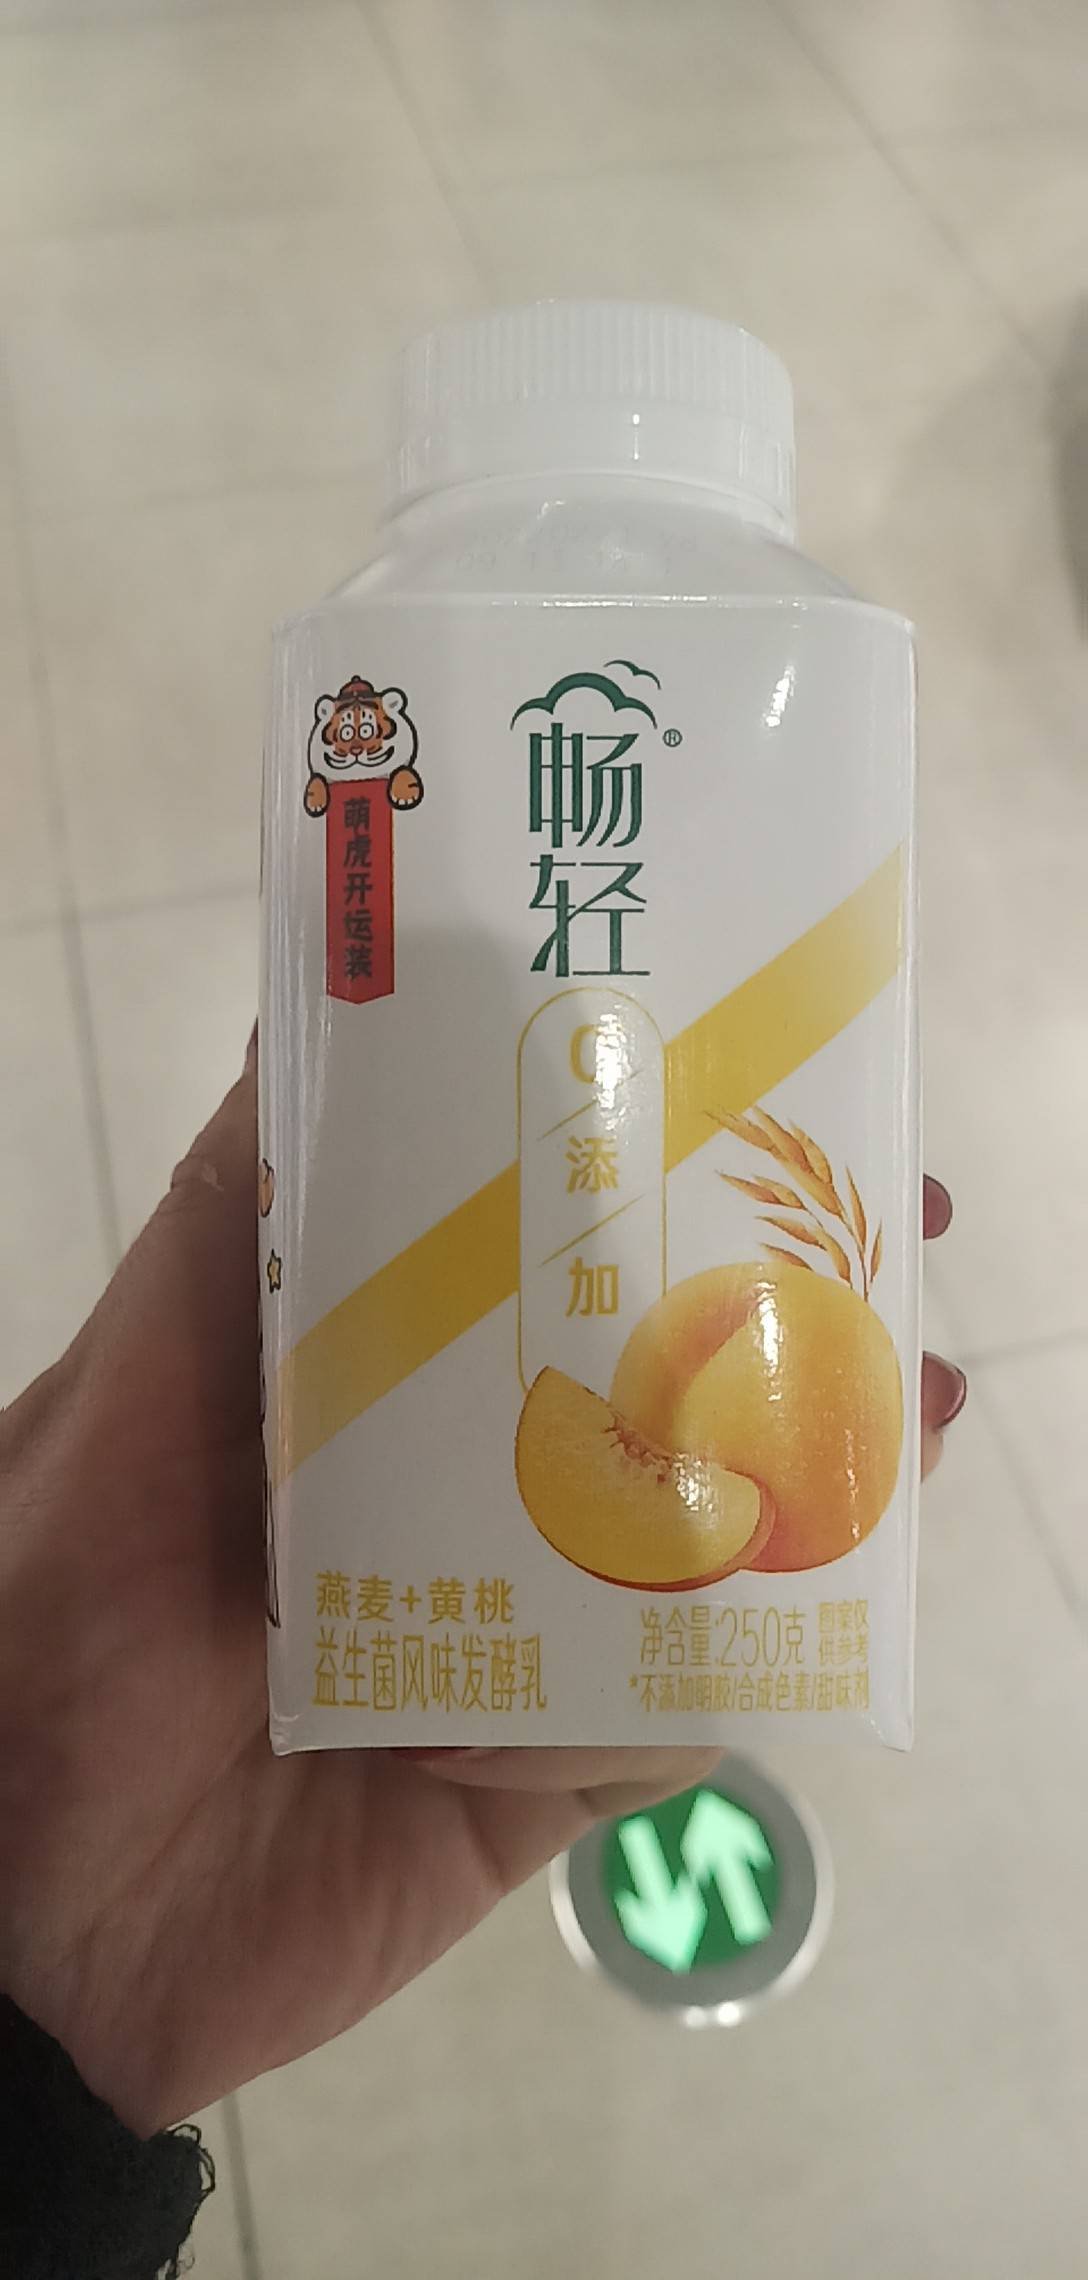 萌虎开运装
畅轻®
0添加
燕麦+黄桃
益生菌风味发酵乳
净含量:250克
图案仅
供参考
*不添加明胶/合成色素/甜味剂